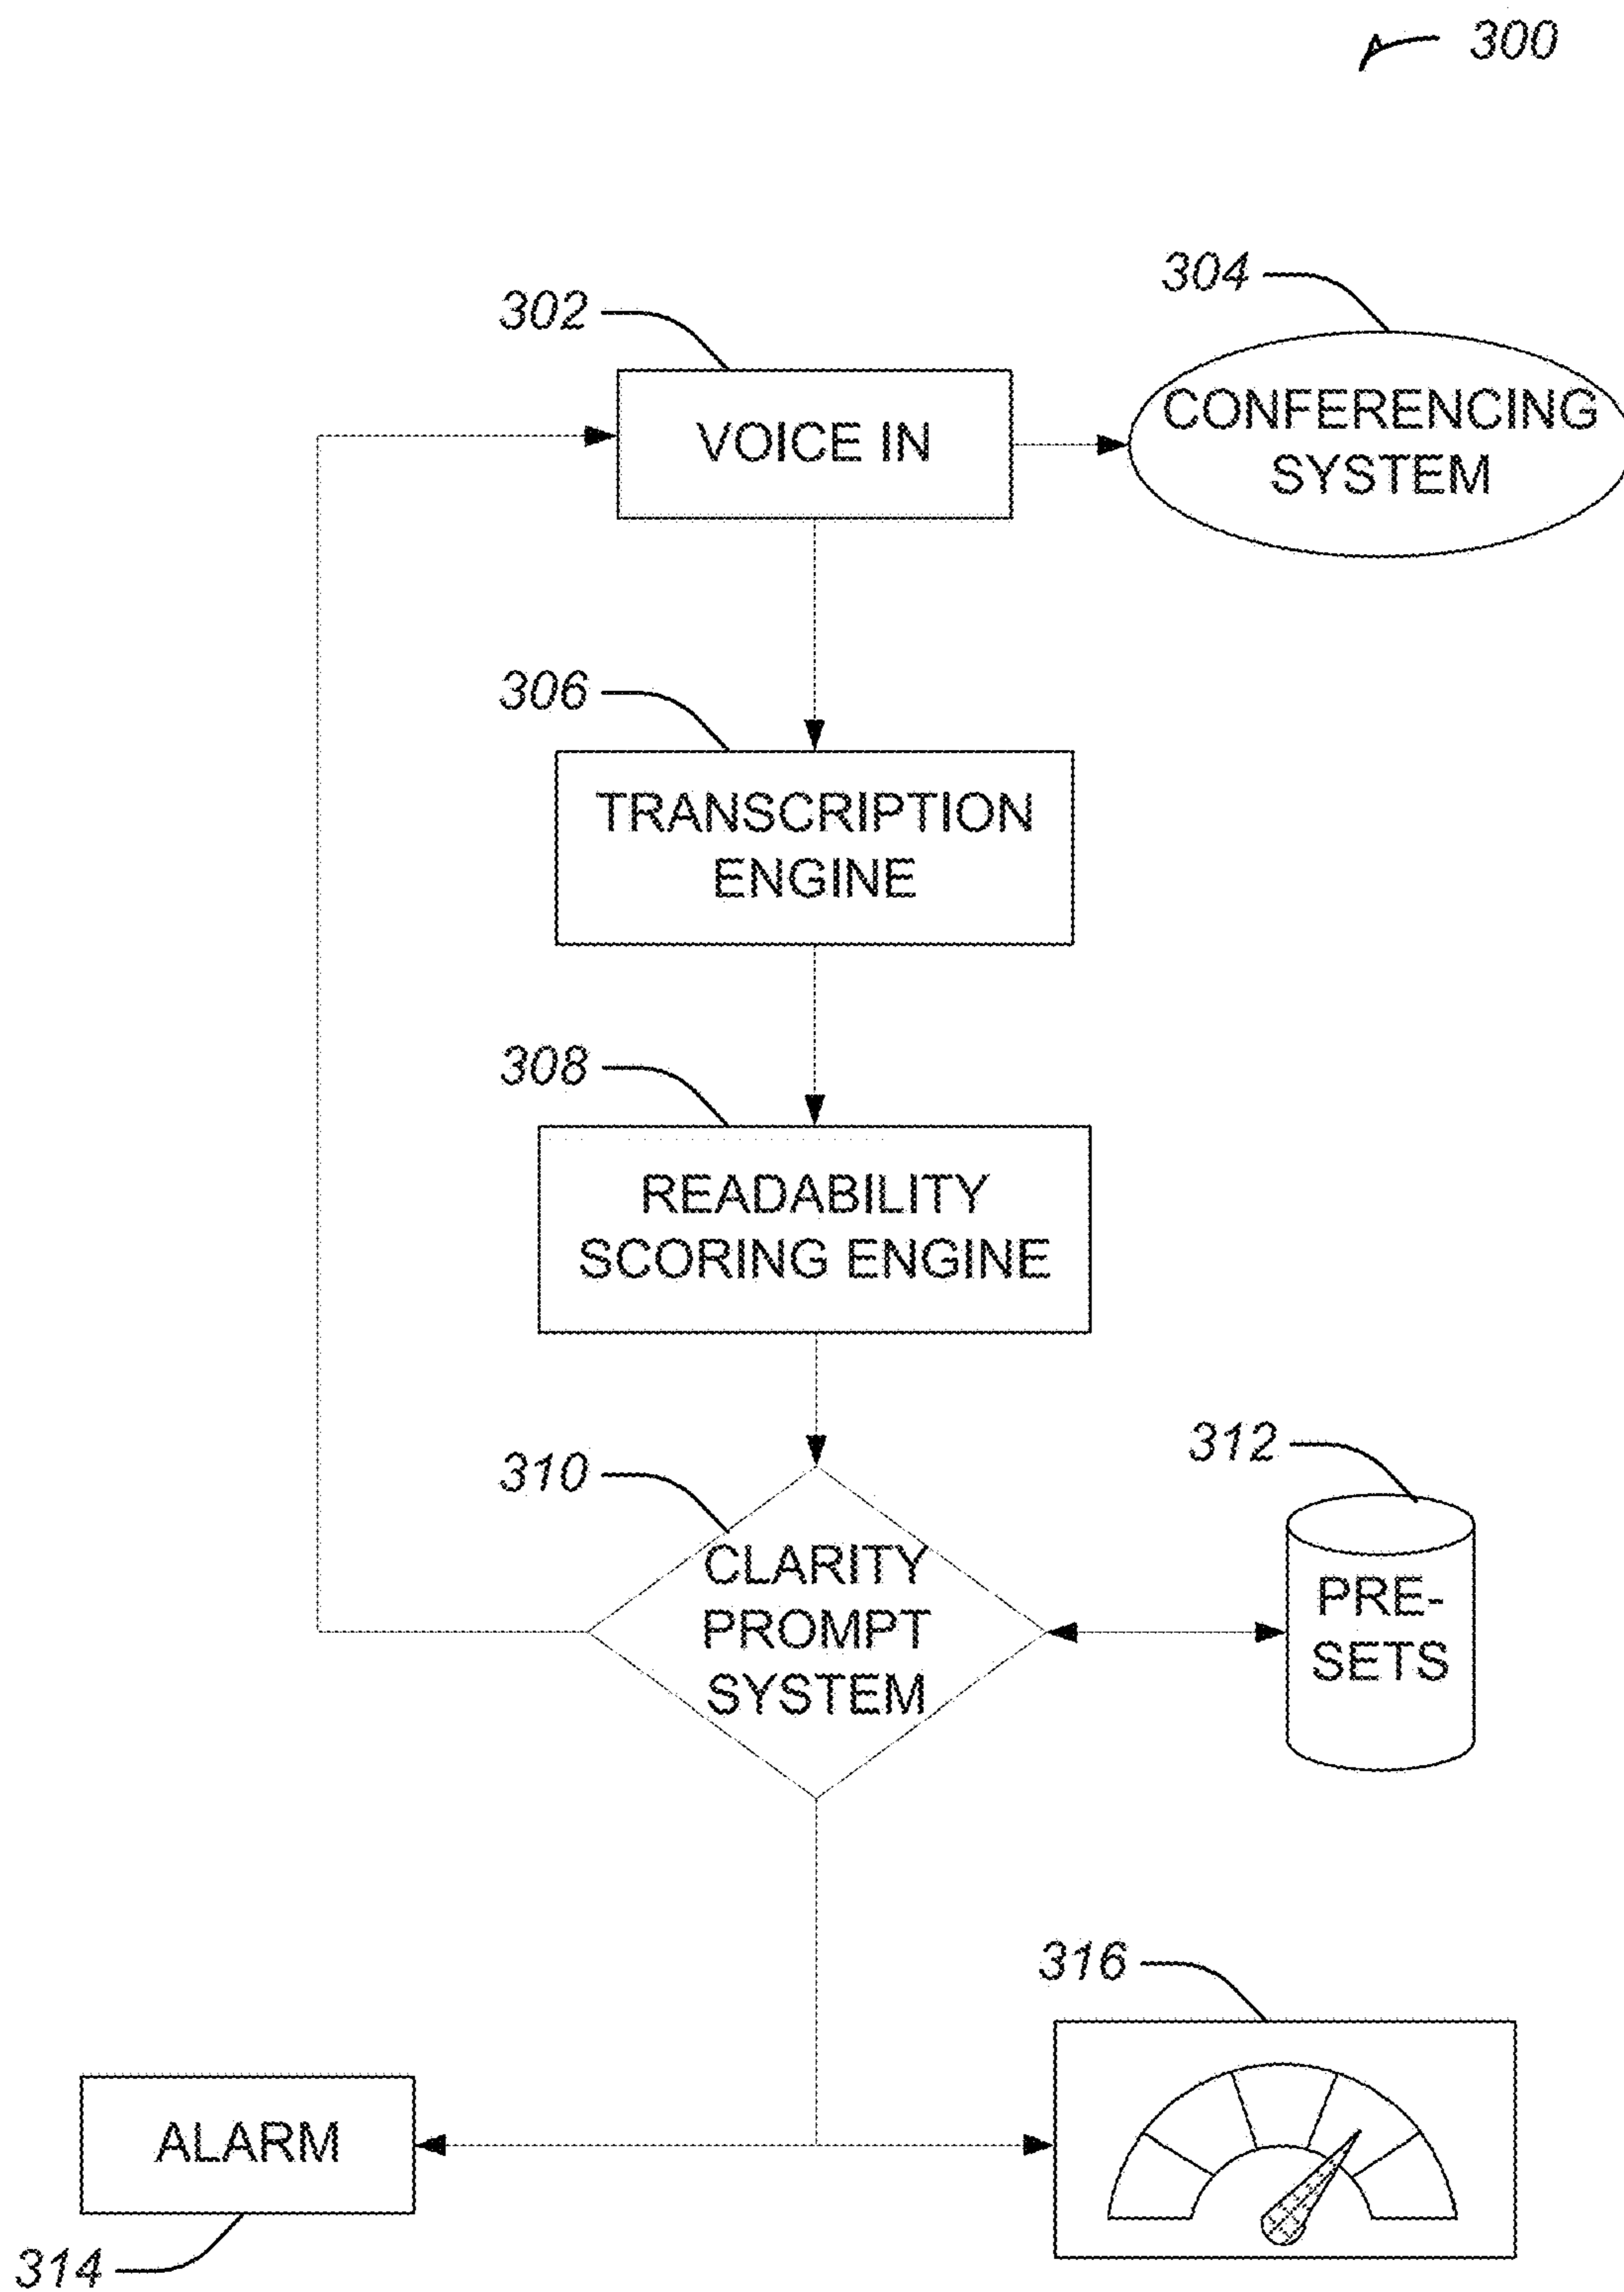 300
304
302
VOICE IN
CONFERENCING
SYSTEM
306
TRANSCRIPTION
ENGINE
308
READABILITY
SCORING ENGINE
310
312
CLARITY
PROMPT
SYSTEM
PRE-
SETS
316
ALARM
314